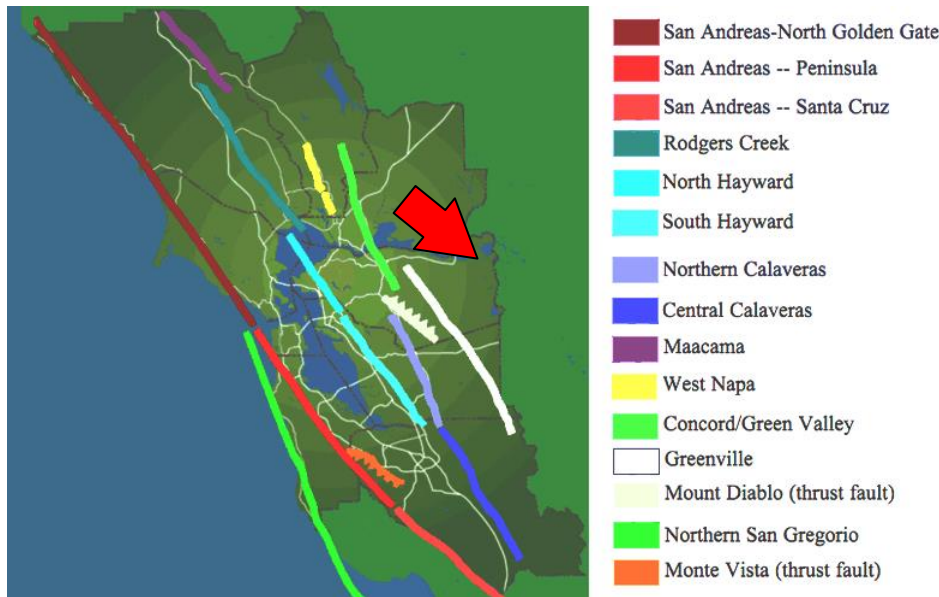 San Andreas-North Golden Gate
San Andreas -- Peninsula
San Andreas -- Santa Cruz
Rodgers Creek
North Hayward
South Hayward
Northern Calaveras
Central Calaveras
Maacama
West Napa
Concord/Green Valley
Greenville
Mount Diablo (thrust fault)
Northern San Gregorio
Monte Vista (thrust fault)